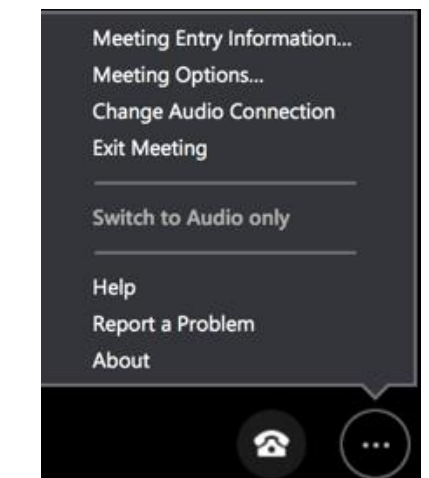 Meeting Entry Information...
Meeting Options...
Change Audio Connection
Exit Meeting
Switch to Audio only
Help
Report a Problem
About